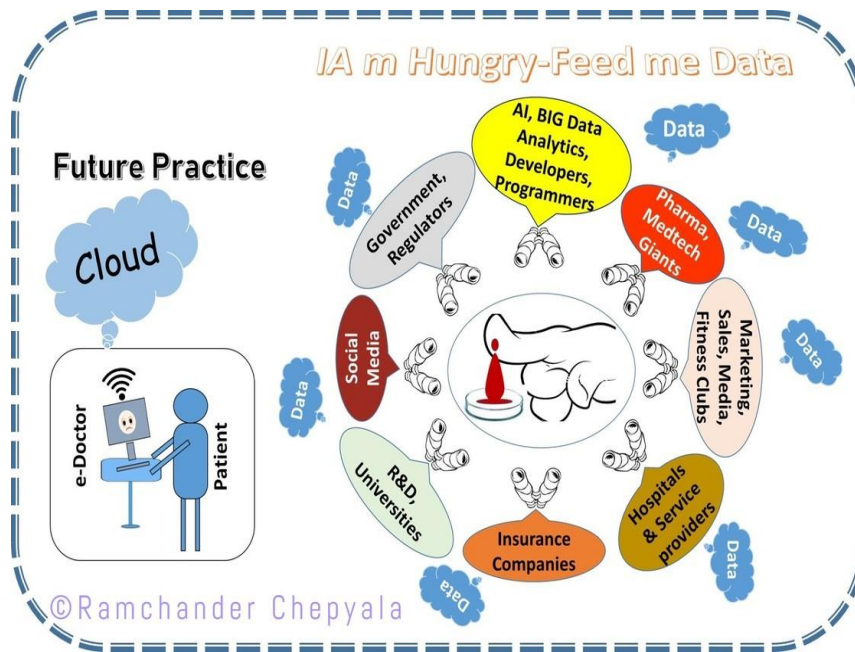 IA m Hungry-Feed me Data
Future Practice
Cloud
e-Doctor
Patient
AI, BIG Data
Analytics,
Developers,
Programmers
Data
Pharma,
Medtech
Giants
Data
Marketing,
Sales, Media,
Fitness Clubs
Data
Hospitals
& Service
providers
Data
Insurance
Companies
Data
R&D,
Universities
Data
Social
Media
Government,
Regulators
Data
©Ramchander Chepyala